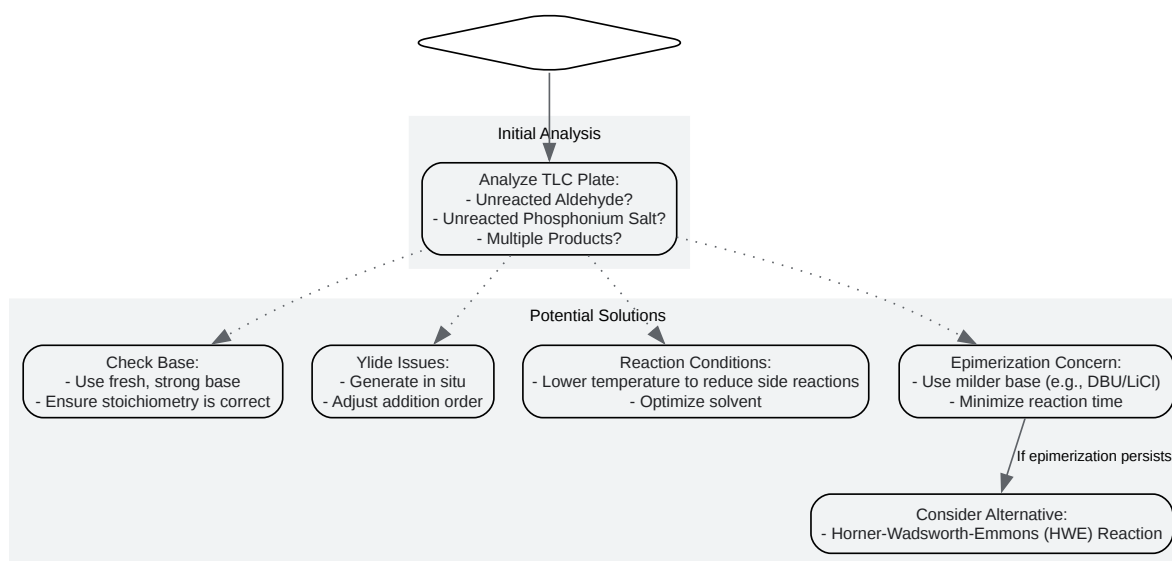 Initial Analysis
Analyze TLC Plate:
- Unreacted Aldehyde?
- Unreacted Phosphonium Salt?
- Multiple Products?
Potential Solutions
Check Base:
- Use fresh, strong base
- Ensure stoichiometry is correct
Ylide Issues:
- Generate in situ
- Adjust addition order
Reaction Conditions:
- Lower temperature to reduce side reactions
- Optimize solvent
Epimerization Concern:
- Use milder base (e.g., DBU/LiCl)
- Minimize reaction time
If epimerization persists
Consider Alternative:
- Horner-Wadsworth-Emmons (HWE) Reaction